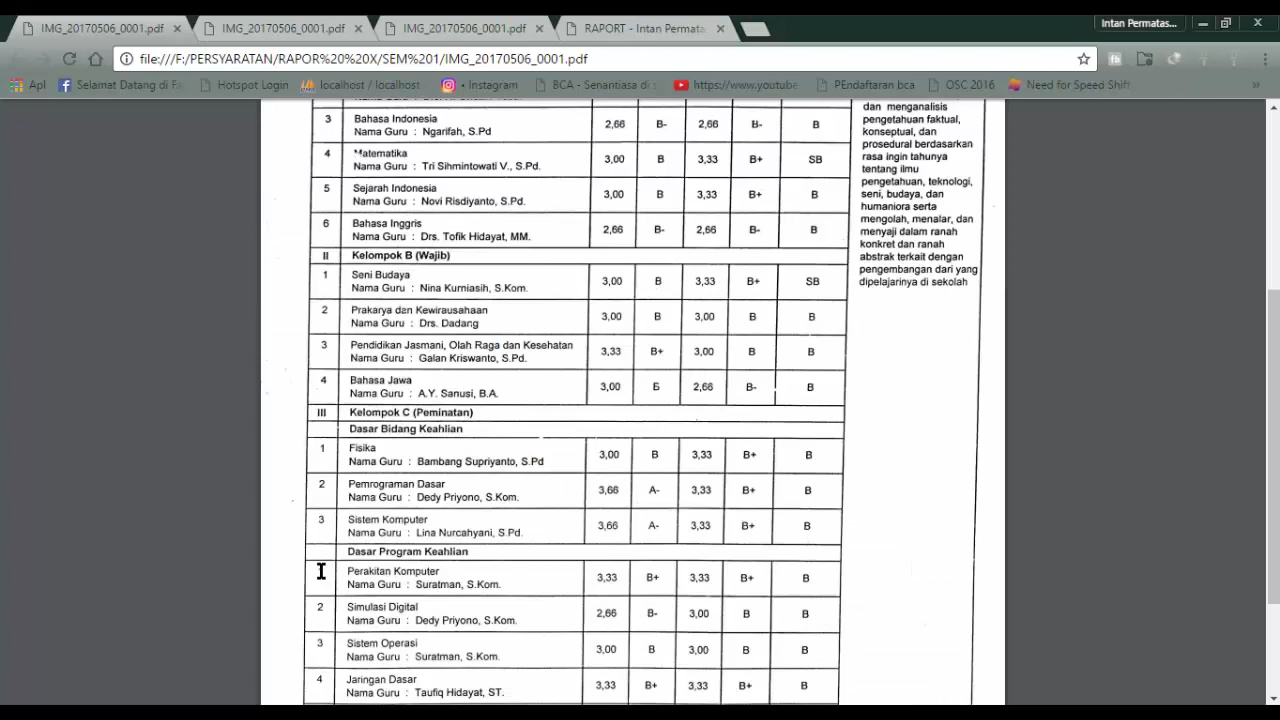 IMG_20170506_0001.pdf
IMG_20170506_0001.pdf
IMG_20170506_0001.pdf
RAPORT - Intan Permata
Intan Permatas...
file:///F:/PERSYARATAN/RAPOR%20%20X/SEM%201/IMG_20170506_0001.pdf
Apl
Selamat Datang di Fa
Hotspot Login
localhost / localhost
• Instagram
BCA - Senantiasa di s
https://www.youtube
PEndaftaran bca
OSC 2016
Need for Speed Shift
»
3 Bahasa Indonesia 2,66 B- 2,66 B- B
Nama Guru : Ngarifah, S.Pd
4 Matematika 3,00 B 3,33 B+ SB
Nama Guru : Tri Sihmintowati V., S.Pd.
5 Sejarah Indonesia 3,00 B 3,33 B+ B
Nama Guru : Novi Risdiyanto, S.Pd.
6 Bahasa Inggris 2,66 B- 2,66 B- B
Nama Guru : Drs. Tofik Hidayat, MM.
II Kelompok B (Wajib)
1 Seni Budaya 3,00 B 3,33 B+ SB
Nama Guru : Nina Kurniasih, S.Kom.
2 Prakarya dan Kewirausahaan 3,00 B 3,00 B B
Nama Guru : Drs. Dadang
3 Pendidikan Jasmani, Olah Raga dan Kesehatan 3,33 B+ 3,00 B B
Nama Guru : Galan Kriswanto, S.Pd.
4 Bahasa Jawa 3,00 B 2,66 B- B
Nama Guru : A.Y. Sanusi, B.A.
III Kelompok C (Peminatan)
Dasar Bidang Keahlian
1 Fisika 3,00 B 3,33 B+ B
Nama Guru : Bambang Supriyanto, S.Pd
2 Pemrograman Dasar 3,66 A- 3,33 B+ B
Nama Guru : Dedy Priyono, S.Kom.
3 Sistem Komputer 3,66 A- 3,33 B+ B
Nama Guru : Lina Nurcahyani, S.Pd.
Dasar Program Keahlian
Perakitan Komputer 3,33 B+ 3,33 B+ B
Nama Guru : Suratman, S.Kom.
2 Simulasi Digital 2,66 B- 3,00 B B
Nama Guru : Dedy Priyono, S.Kom.
3 Sistem Operasi 3,00 B 3,00 B B
Nama Guru : Suratman, S.Kom.
4 Jaringan Dasar 3,33 B+ 3,33 B+ B
Nama Guru : Taufiq Hidayat, ST.
dan menganalisis
pengetahuan faktual,
konseptual, dan
prosedural berdasarkan
rasa ingin tahunya
tentang ilmu
pengetahuan, teknologi,
seni, budaya, dan
humaniora serta
mengolah, menalar, dan
menyaji dalam ranah
konkret dan ranah
abstrak terkait dengan
pengembangan dari yang
dipelajarinya di sekolah